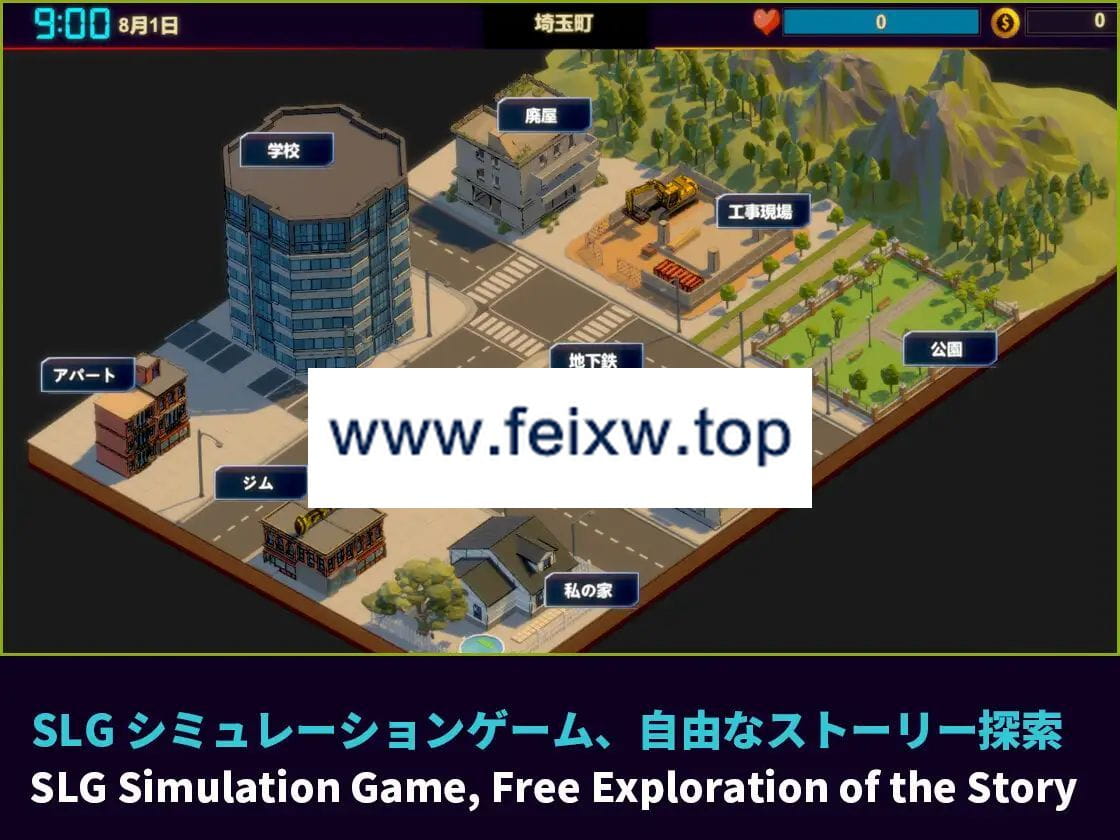 9:00 8月1日 埼玉町 0 0
廃屋
学校
工事現場
公園
地下鉄
アパート
www.feixw.top
ジム
私の家
SLG シミュレーションゲーム、自由なストーリー探索
SLG Simulation Game, Free Exploration of the Story